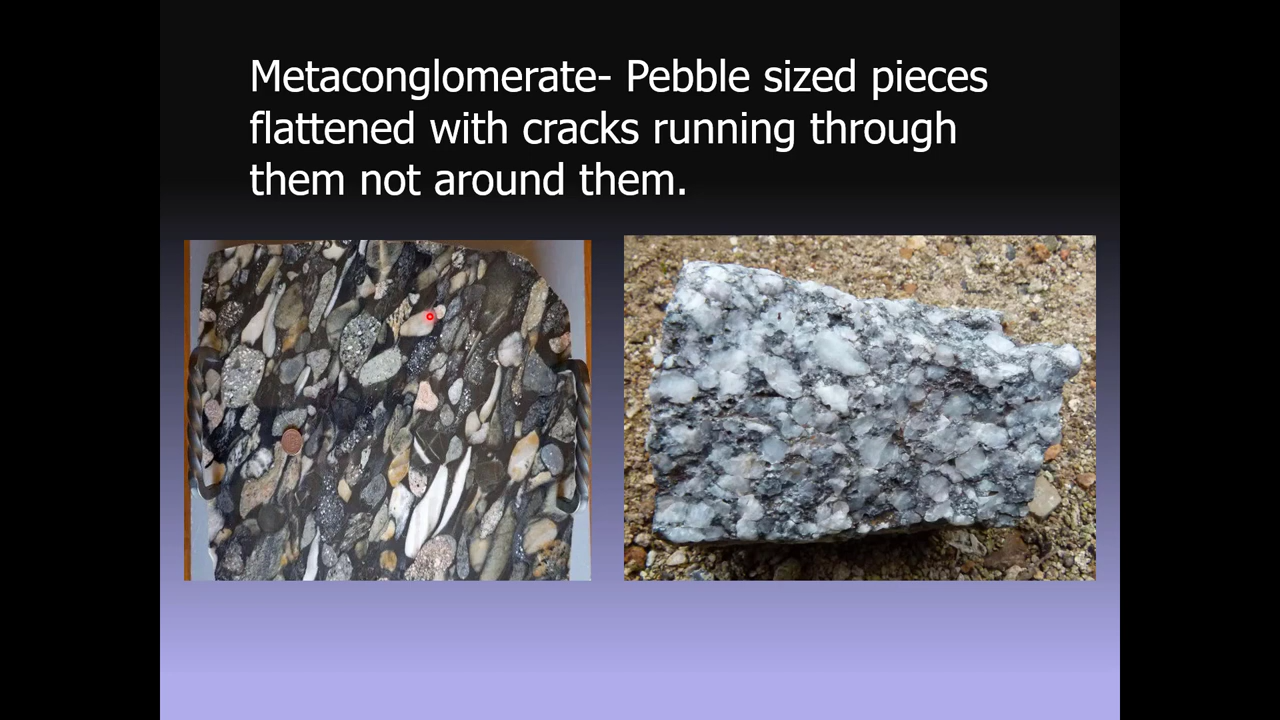 Metaconglomerate- Pebble sized pieces
flattened with cracks running through
them not around them.